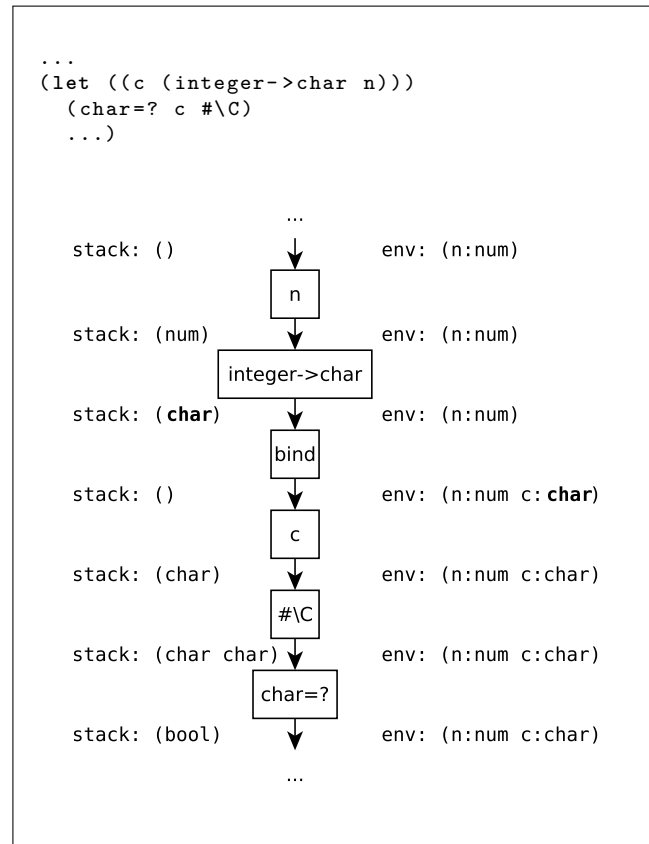 ...
(let ((c (integer->char n)))
(char=? c #\C)
...)
...
stack: () env: (n:num)
n
stack: (num) env: (n:num)
integer->char
stack: (char) env: (n:num)
bind
stack: () env: (n:num c:char)
c
stack: (char) env: (n:num c:char)
#\C
stack: (char char) env: (n:num c:char)
char=?
stack: (bool) env: (n:num c:char)
...